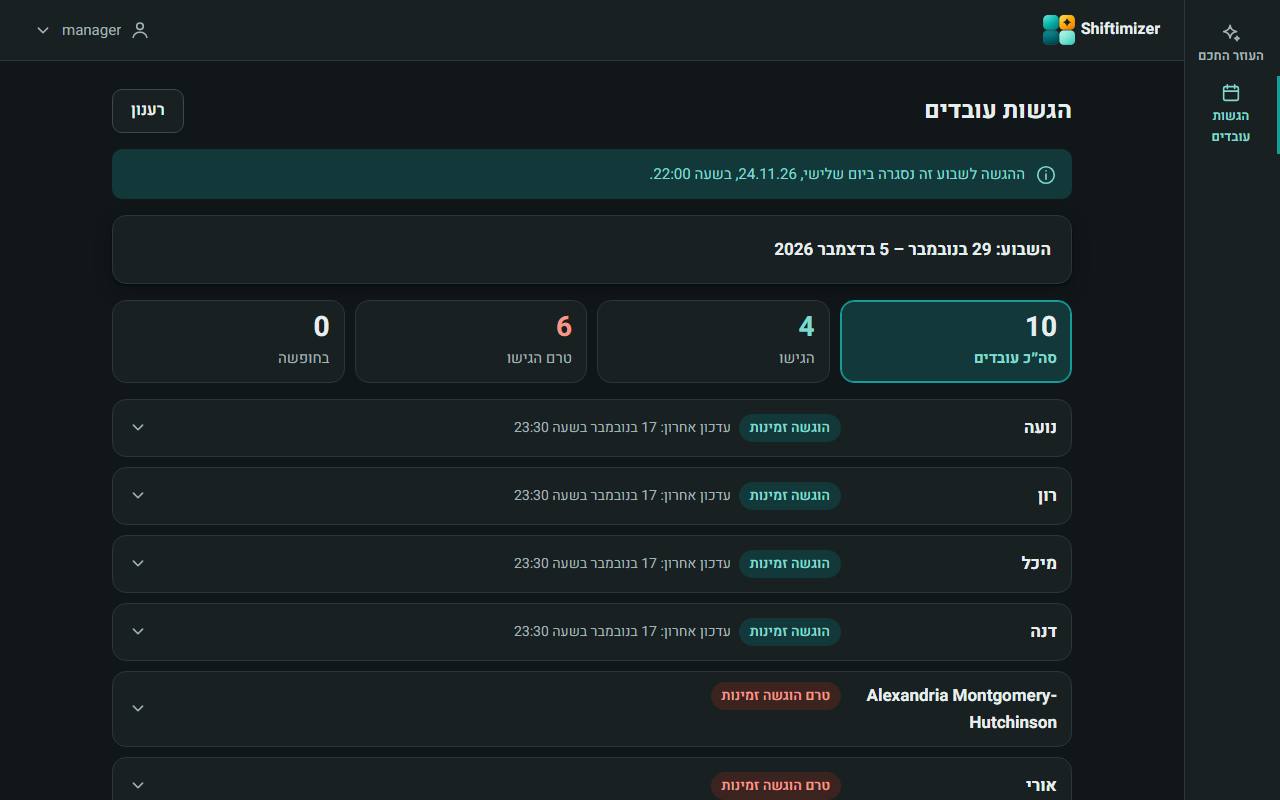 Shiftimizer
manager
העוזר החכם
הגשות
עובדים
הגשות עובדים
רענון
ההגשה לשבוע זה נסגרה ביום שלישי, 24.11.26, בשעה 22:00.
השבוע: 29 בנובמבר – 5 בדצמבר 2026
10
סה״כ עובדים
4
הגישו
6
טרם הגישו
0
בחופשה
נועה הוגשה זמינות עדכון אחרון: 17 בנובמבר בשעה 23:30
רון הוגשה זמינות עדכון אחרון: 17 בנובמבר בשעה 23:30
מיכל הוגשה זמינות עדכון אחרון: 17 בנובמבר בשעה 23:30
דנה הוגשה זמינות עדכון אחרון: 17 בנובמבר בשעה 23:30
Alexandria Montgomery- טרם הוגשה זמינות
Hutchinson
אורי טרם הוגשה זמינות